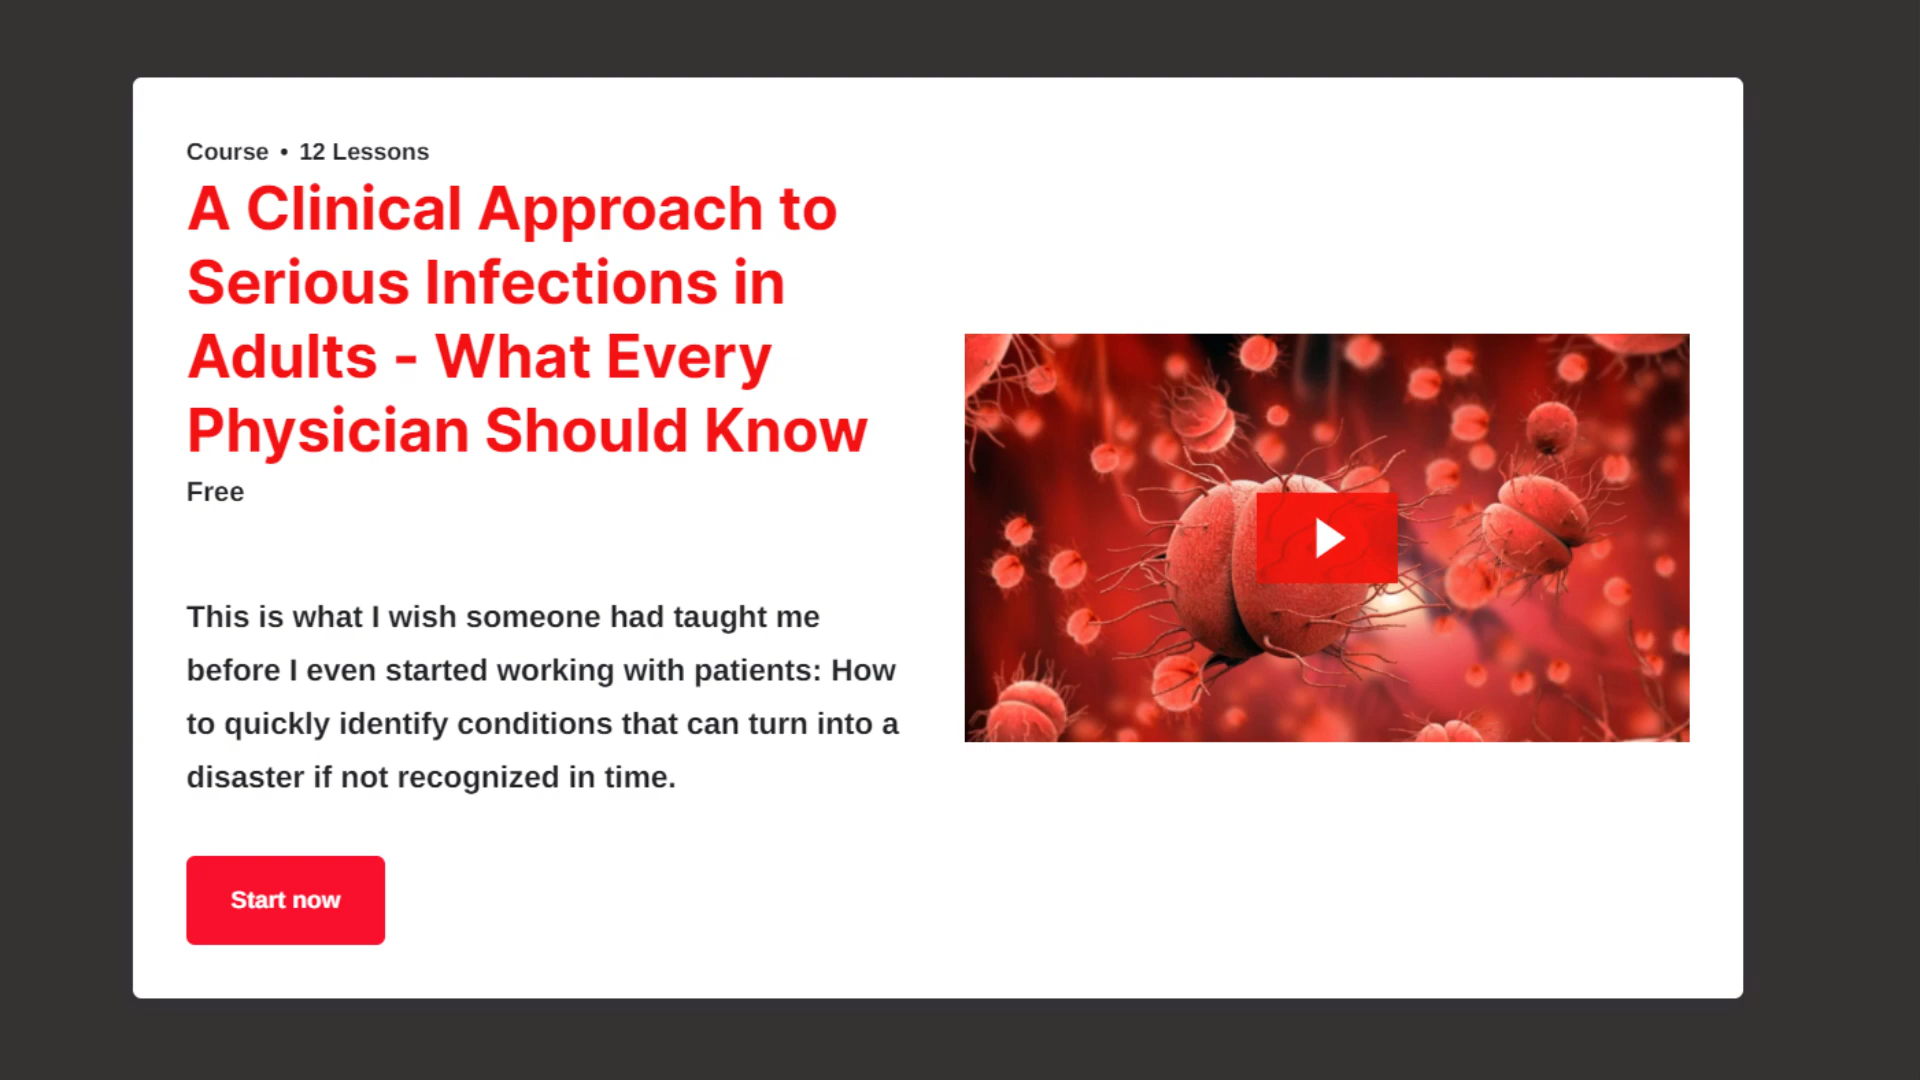 Course • 12 Lessons
A Clinical Approach to
Serious Infections in
Adults - What Every
Physician Should Know
Free
This is what I wish someone had taught me
before I even started working with patients: How
to quickly identify conditions that can turn into a
disaster if not recognized in time.
Start now